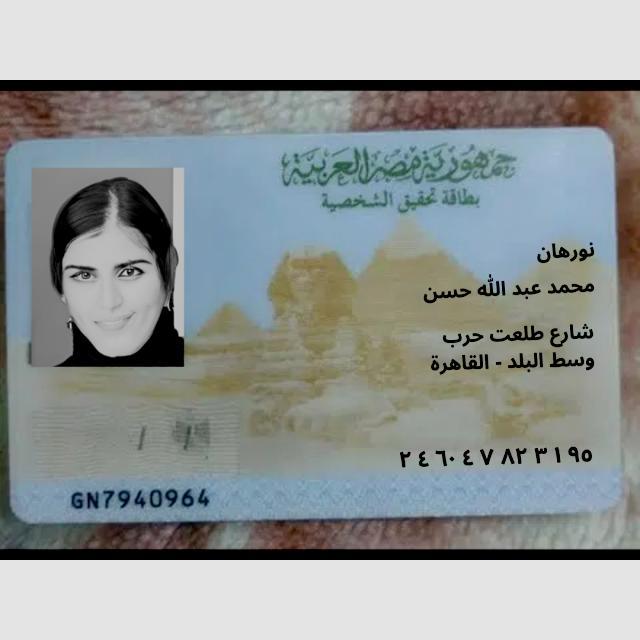 جمهورية مصر العربية
بطاقة تحقيق الشخصية
نورهان
محمد عبد الله حسن
شارع طلعت حرب
وسط البلد - القاهرة
٢٤٦٠٤٧٨٢٣١٩٥
GN7940964